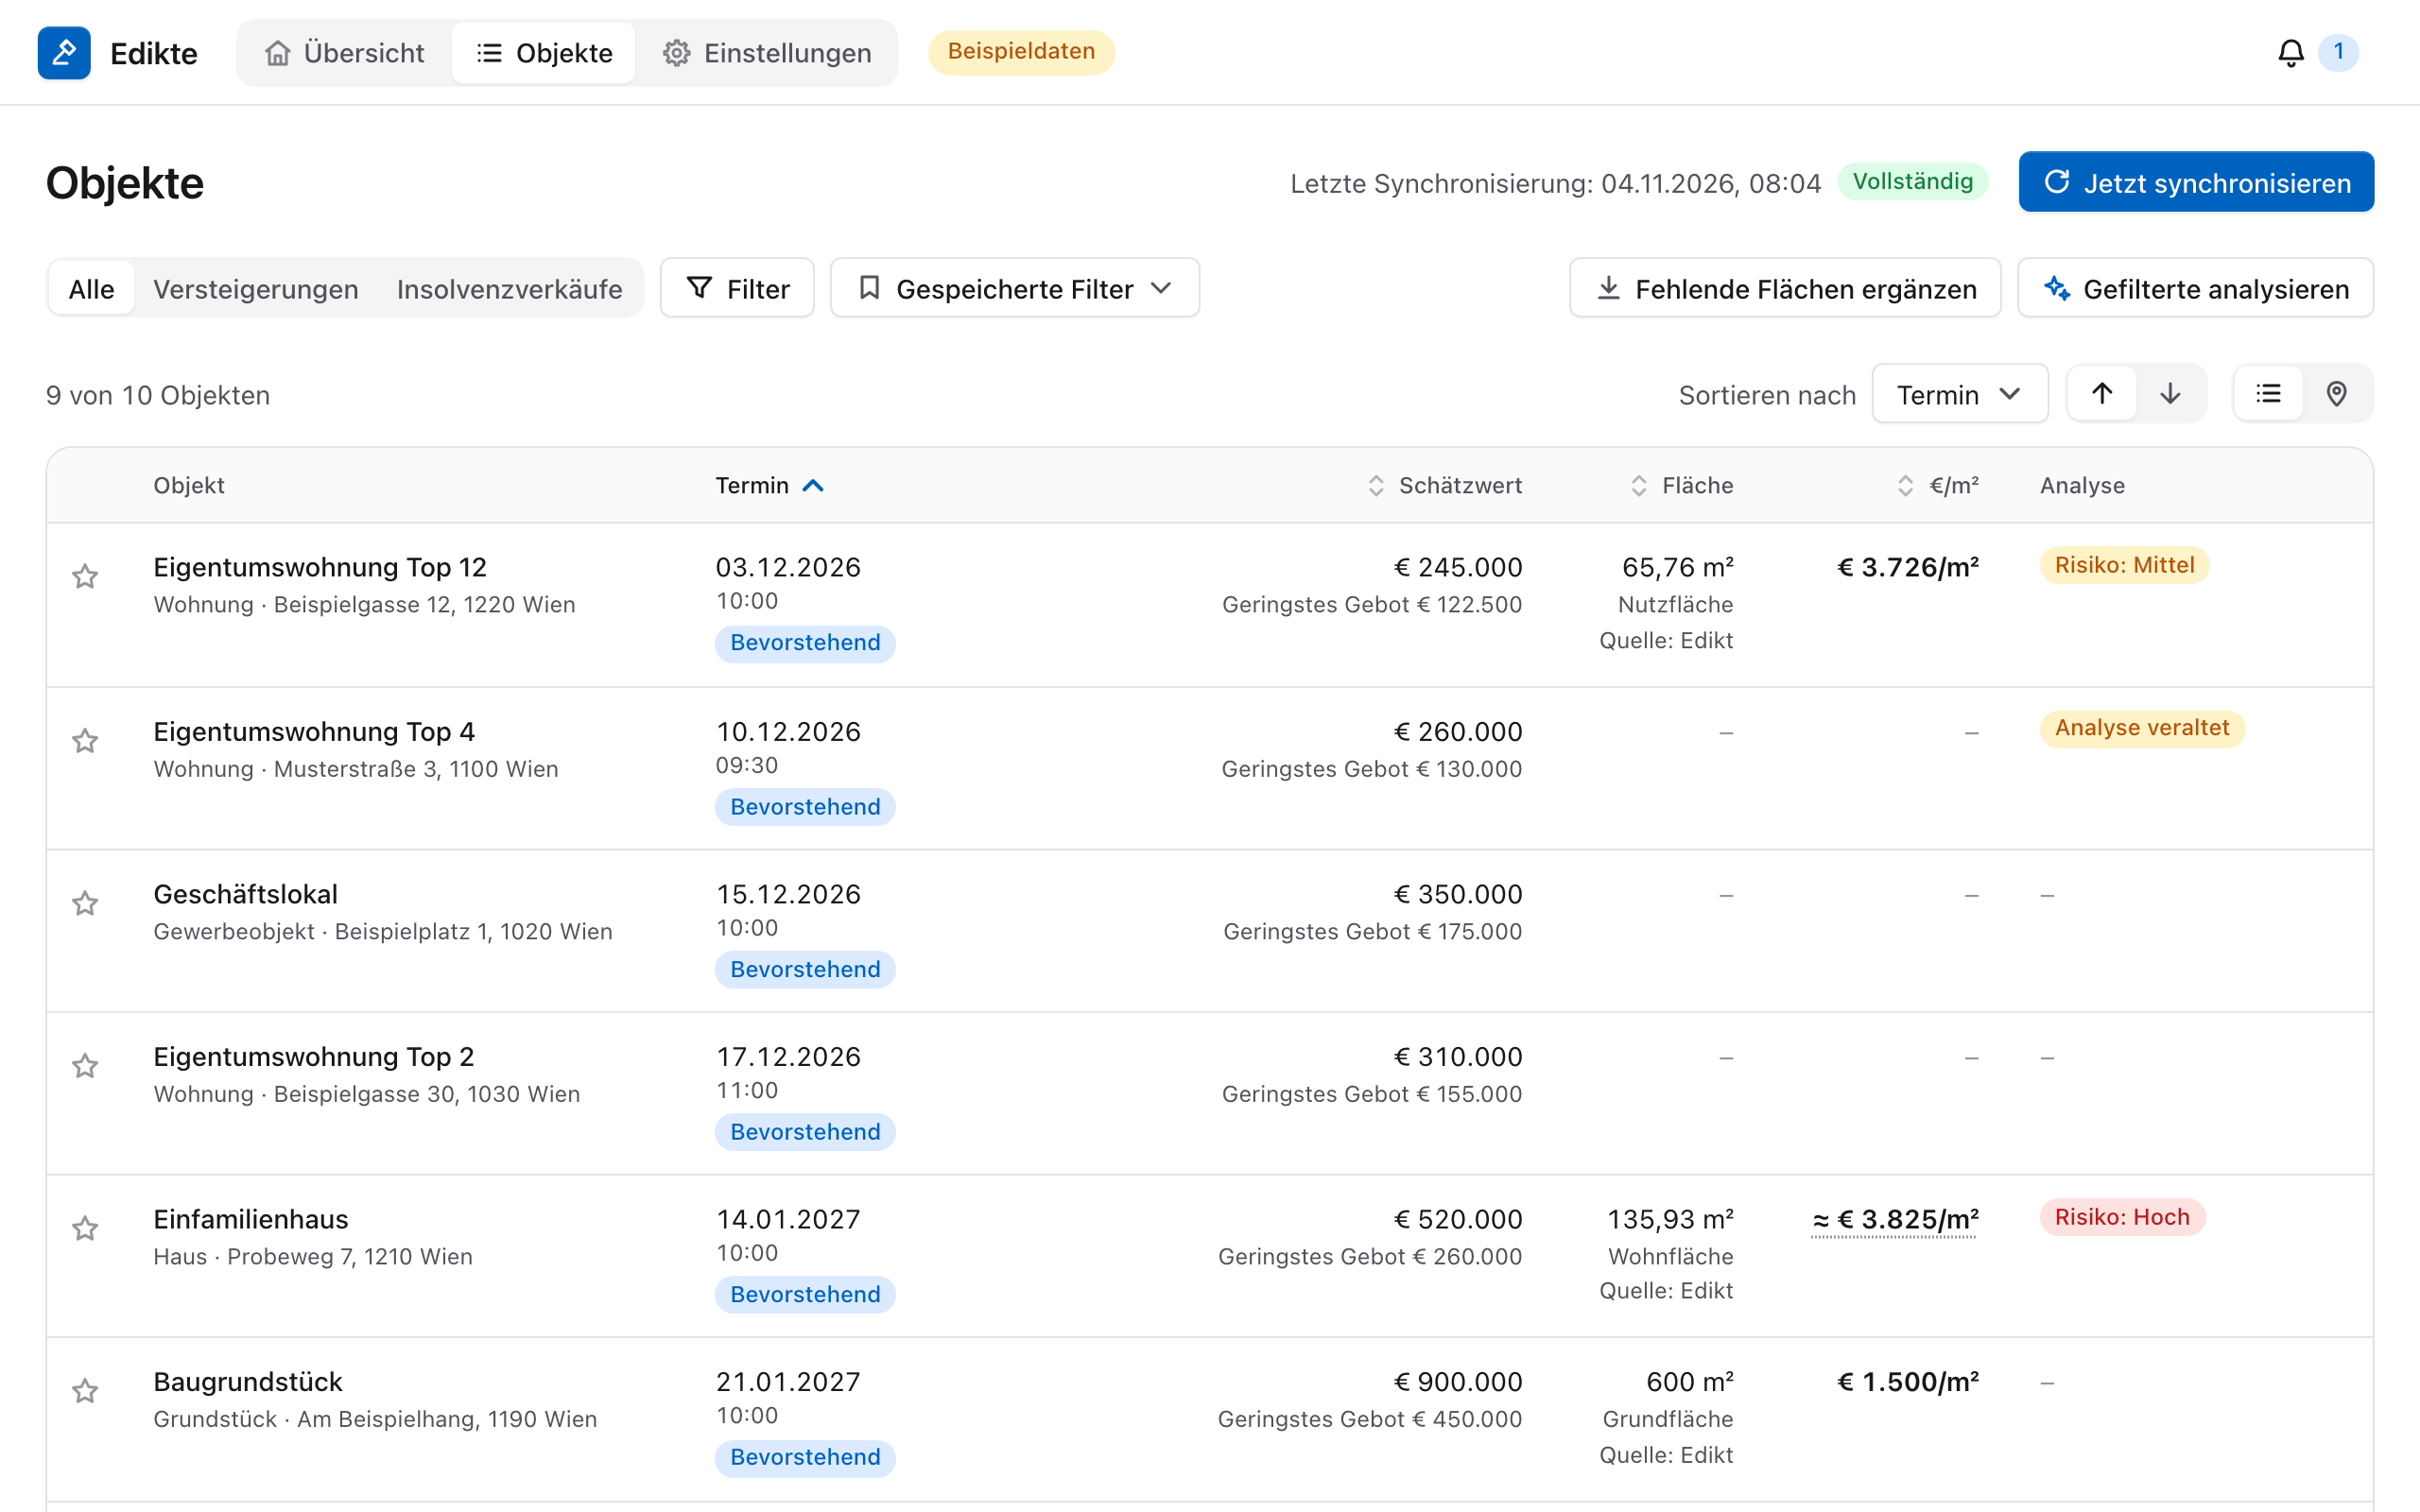 Edikte Übersicht Objekte Einstellungen Beispieldaten 1
Objekte Letzte Synchronisierung: 04.11.2026, 08:04 Vollständig Jetzt synchronisieren
Alle Versteigerungen Insolvenzverkäufe Filter Gespeicherte Filter Fehlende Flächen ergänzen Gefilterte analysieren
9 von 10 Objekten Sortieren nach Termin
Objekt Termin Schätzwert Fläche €/m² Analyse
Eigentumswohnung Top 12 03.12.2026 € 245.000 65,76 m² € 3.726/m² Risiko: Mittel
Wohnung · Beispielgasse 12, 1220 Wien 10:00 Geringstes Gebot € 122.500 Nutzfläche
Bevorstehend Quelle: Edikt
Eigentumswohnung Top 4 10.12.2026 € 260.000 – – Analyse veraltet
Wohnung · Musterstraße 3, 1100 Wien 09:30 Geringstes Gebot € 130.000
Bevorstehend
Geschäftslokal 15.12.2026 € 350.000 – – –
Gewerbeobjekt · Beispielplatz 1, 1020 Wien 10:00 Geringstes Gebot € 175.000
Bevorstehend
Eigentumswohnung Top 2 17.12.2026 € 310.000 – – –
Wohnung · Beispielgasse 30, 1030 Wien 11:00 Geringstes Gebot € 155.000
Bevorstehend
Einfamilienhaus 14.01.2027 € 520.000 135,93 m² ≈ € 3.825/m² Risiko: Hoch
Haus · Probeweg 7, 1210 Wien 10:00 Geringstes Gebot € 260.000 Wohnfläche
Bevorstehend Quelle: Edikt
Baugrundstück 21.01.2027 € 900.000 600 m² € 1.500/m² –
Grundstück · Am Beispielhang, 1190 Wien 10:00 Geringstes Gebot € 450.000 Grundfläche
Bevorstehend Quelle: Edikt